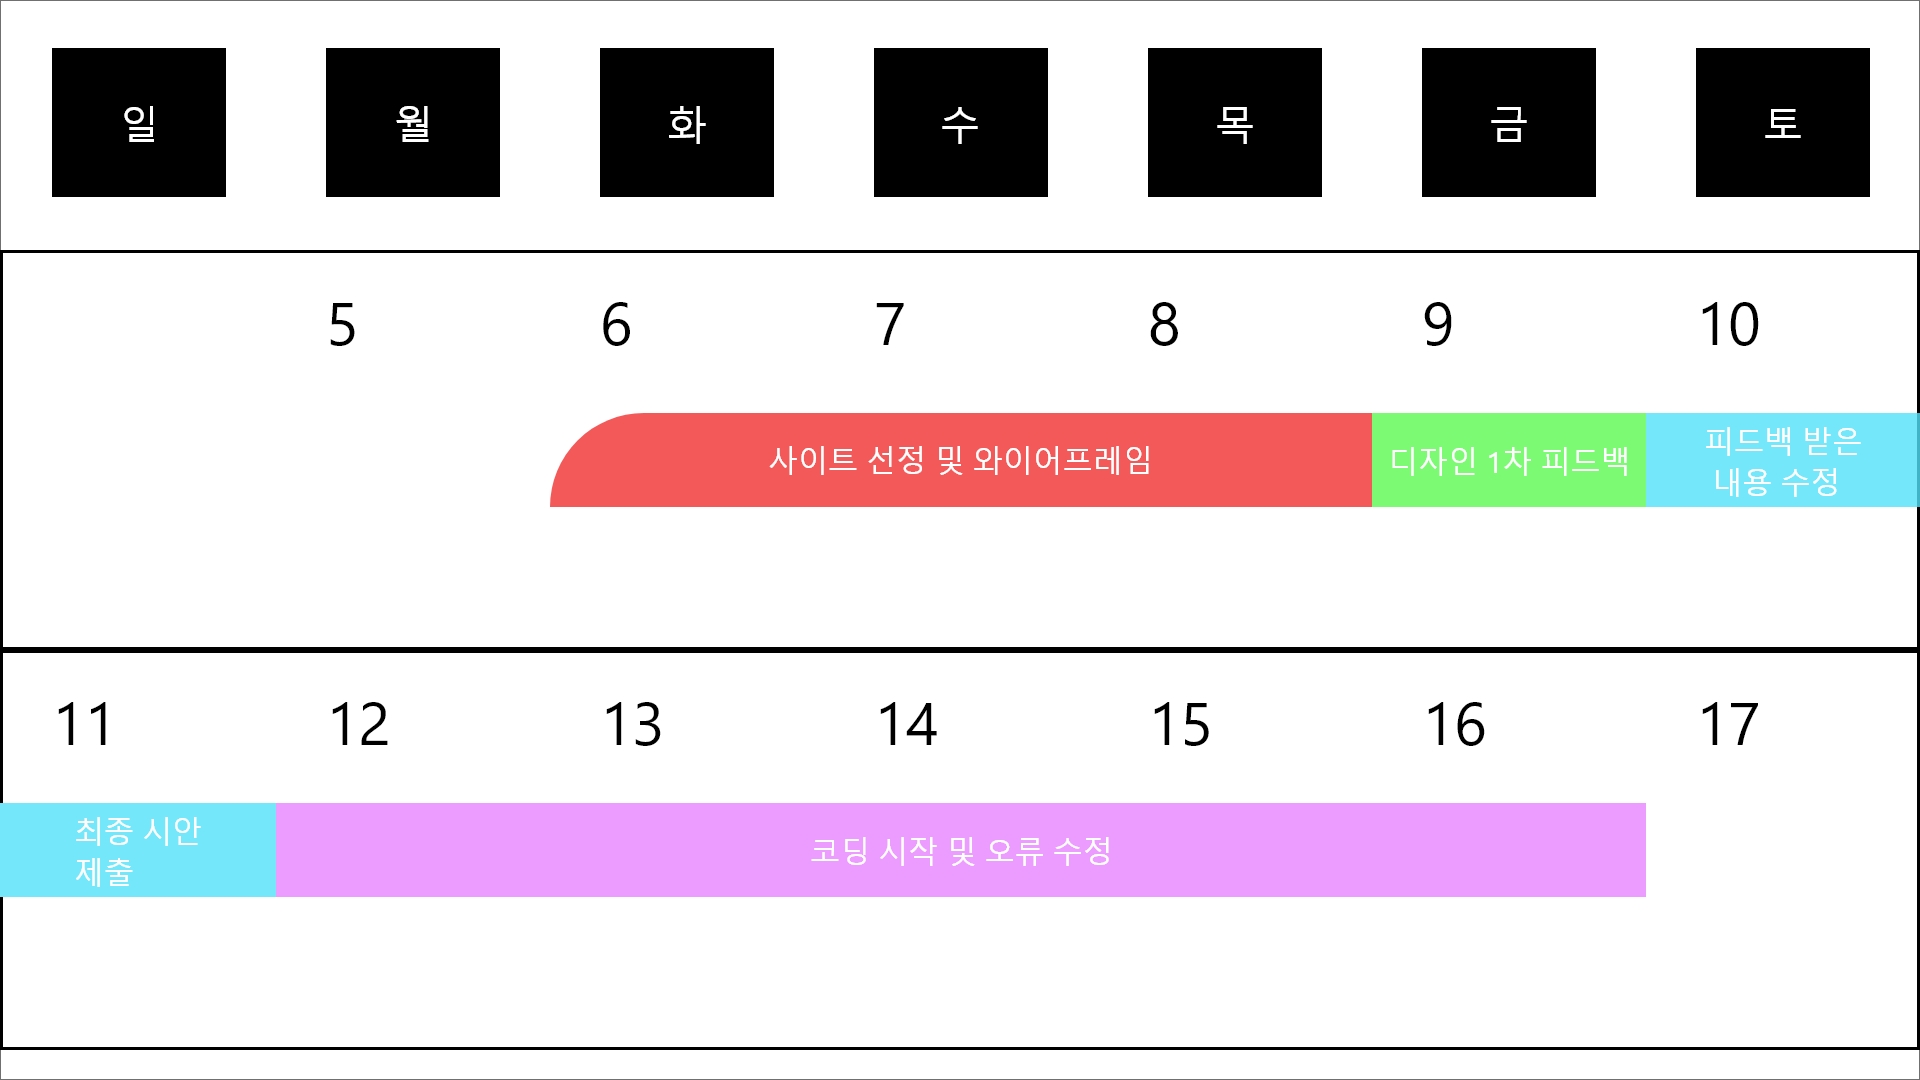 일 월 화 수 목 금 토
5 6 7 8 9 10
사이트 선정 및 와이어프레임
디자인 1차 피드백
피드백 받은
내용 수정
11 12 13 14 15 16 17
최종 시안
제출
코딩 시작 및 오류 수정